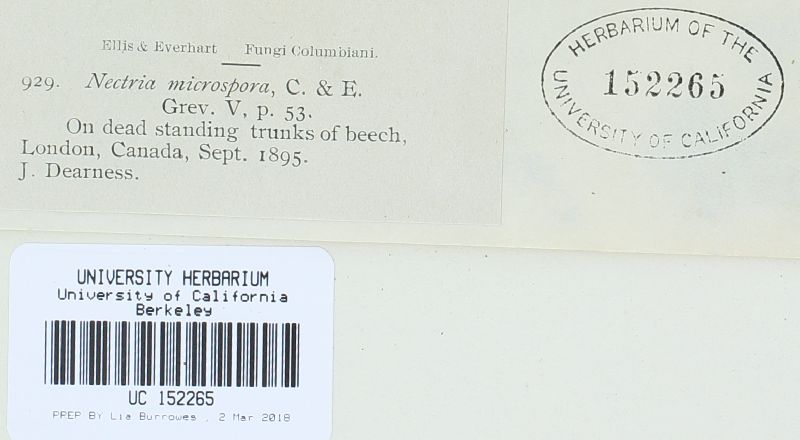 Ellis & Everhart — Fungi Columbiani.
929. Nectria microspora, C. & E.
Grev. V, p. 53.
On dead standing trunks of beech,
London, Canada, Sept. 1895.
J. Dearness.
HERBARIUM OF THE
152265
UNIVERSITY OF CALIFORNIA
UNIVERSITY HERBARIUM
University of California
Berkeley
UC 152265
PREP BY Lia Burrowes , 2 Mar 2018